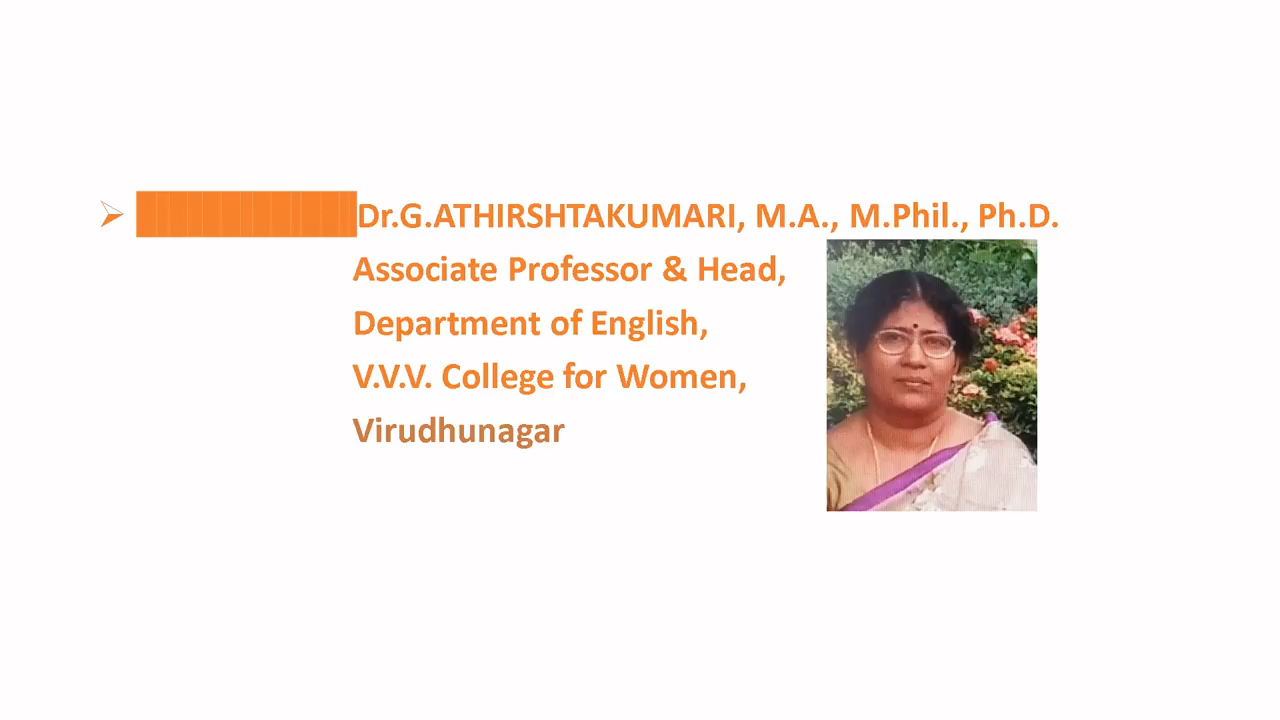 Dr.G.ATHIRSHTAKUMARI, M.A., M.Phil., Ph.D.
Associate Professor & Head,
Department of English,
V.V.V. College for Women,
Virudhunagar